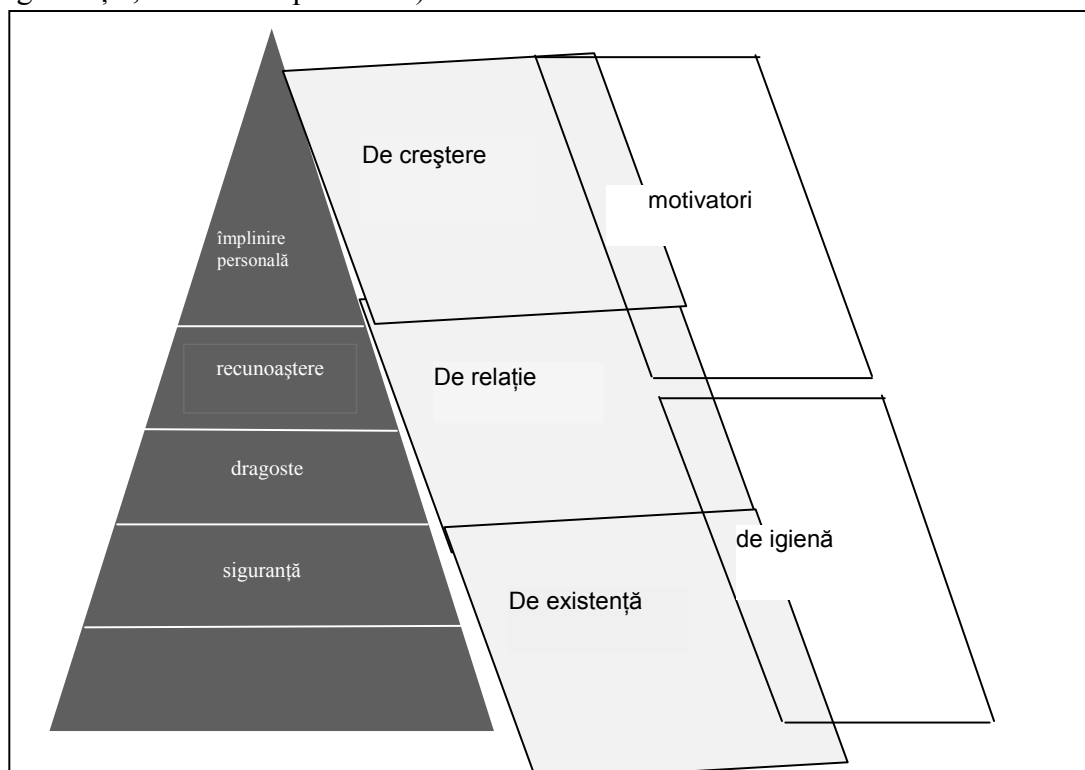 De creştere
motivatori
împlinire
personală
recunoaştere
De relație
dragoste
de igienă
siguranță
De existență